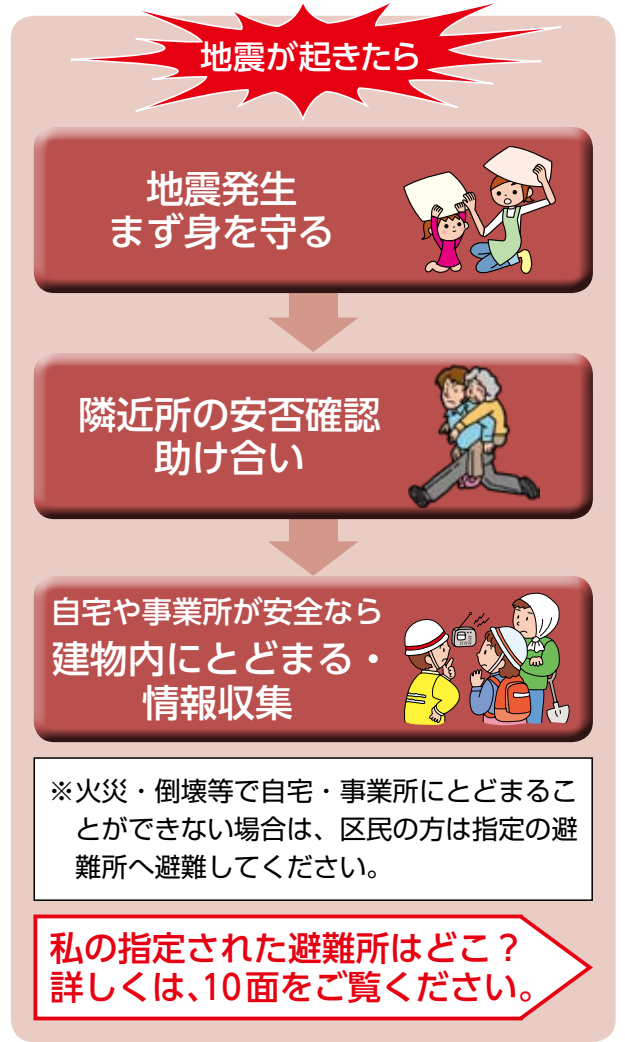 地震が起きたら
地震発生
まず身を守る
隣近所の安否確認
助け合い
自宅や事業所が安全なら
建物内にとどまる・
情報収集
※火災・倒壊等で自宅・事業所にとどまるこ
とができない場合は、区民の方は指定の避
難所へ避難してください。
私の指定された避難所はどこ？
詳しくは、10面をご覧ください。